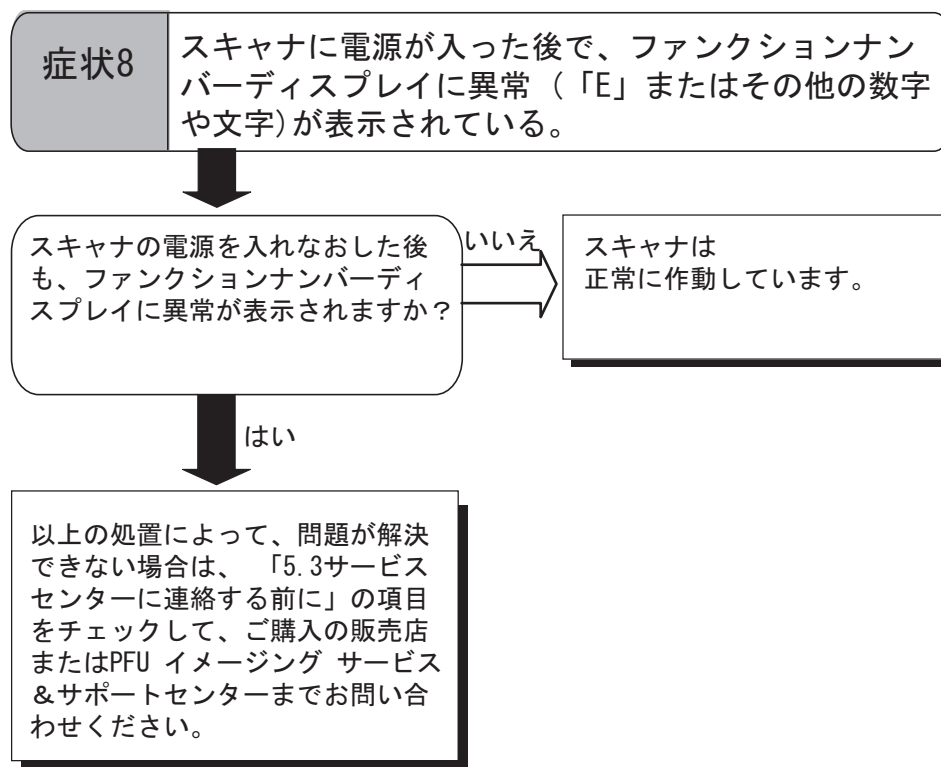 症状8
スキャナに電源が入った後で、ファンクションナン
バーディスプレイに異常（「E」またはその他の数字
や文字)が表示されている。
スキャナの電源を入れなおした後
も、ファンクションナンバーディ
スプレイに異常が表示されますか？
いいえ
スキャナは
正常に作動しています。
はい
以上の処置によって、問題が解決
できない場合は、 「5.3サービス
センターに連絡する前に」の項目
をチェックして、ご購入の販売店
またはPFU イメージング サービス
＆サポートセンターまでお問い合
わせください。